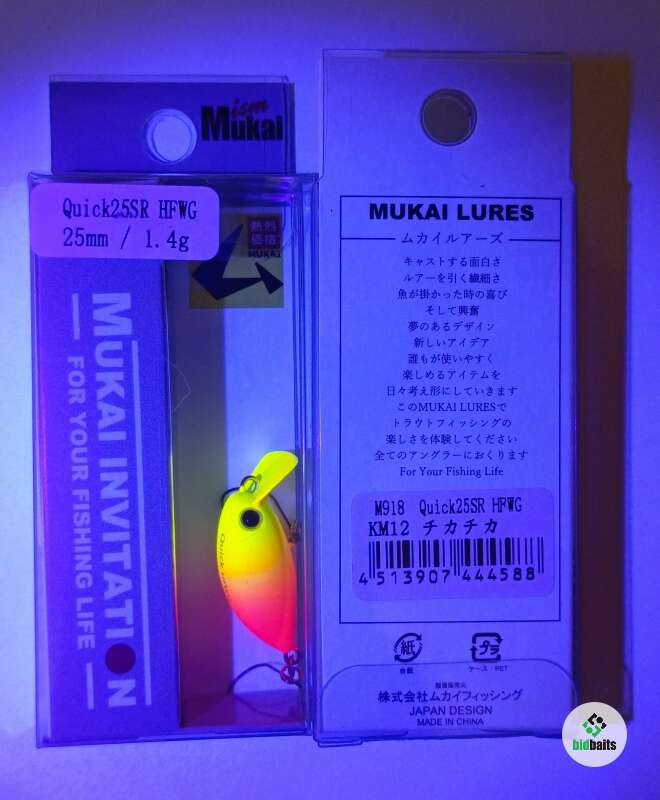 ism
Mukai
Quick25SR HFWG
25mm / 1.4g
熱烈
価格
MUKAI
MUKAI INVITATION
FOR YOUR FISHING LIFE
Quick
MUKAI LURES
ムカイルアーズ
キャストする面白さ
ルアーを引く繊細さ
魚が掛かった時の喜び
そして興奮
夢のあるデザイン
新しいアイデア
誰もが使いやすく
楽しめるアイテムを
日々考え形にしていきます
このMUKAI LURESで
トラウトフィッシングの
楽しさを体験してください
全てのアングラーにおくります
For Your Fishing Life
M918 Quick25SR HFWG
KM12 チカチカ
4 513907 444588
紙
台紙
プラ
ケース：PET
製造販売元
株式会社ムカイフィッシング
JAPAN DESIGN
MADE IN CHINA
bidbaits